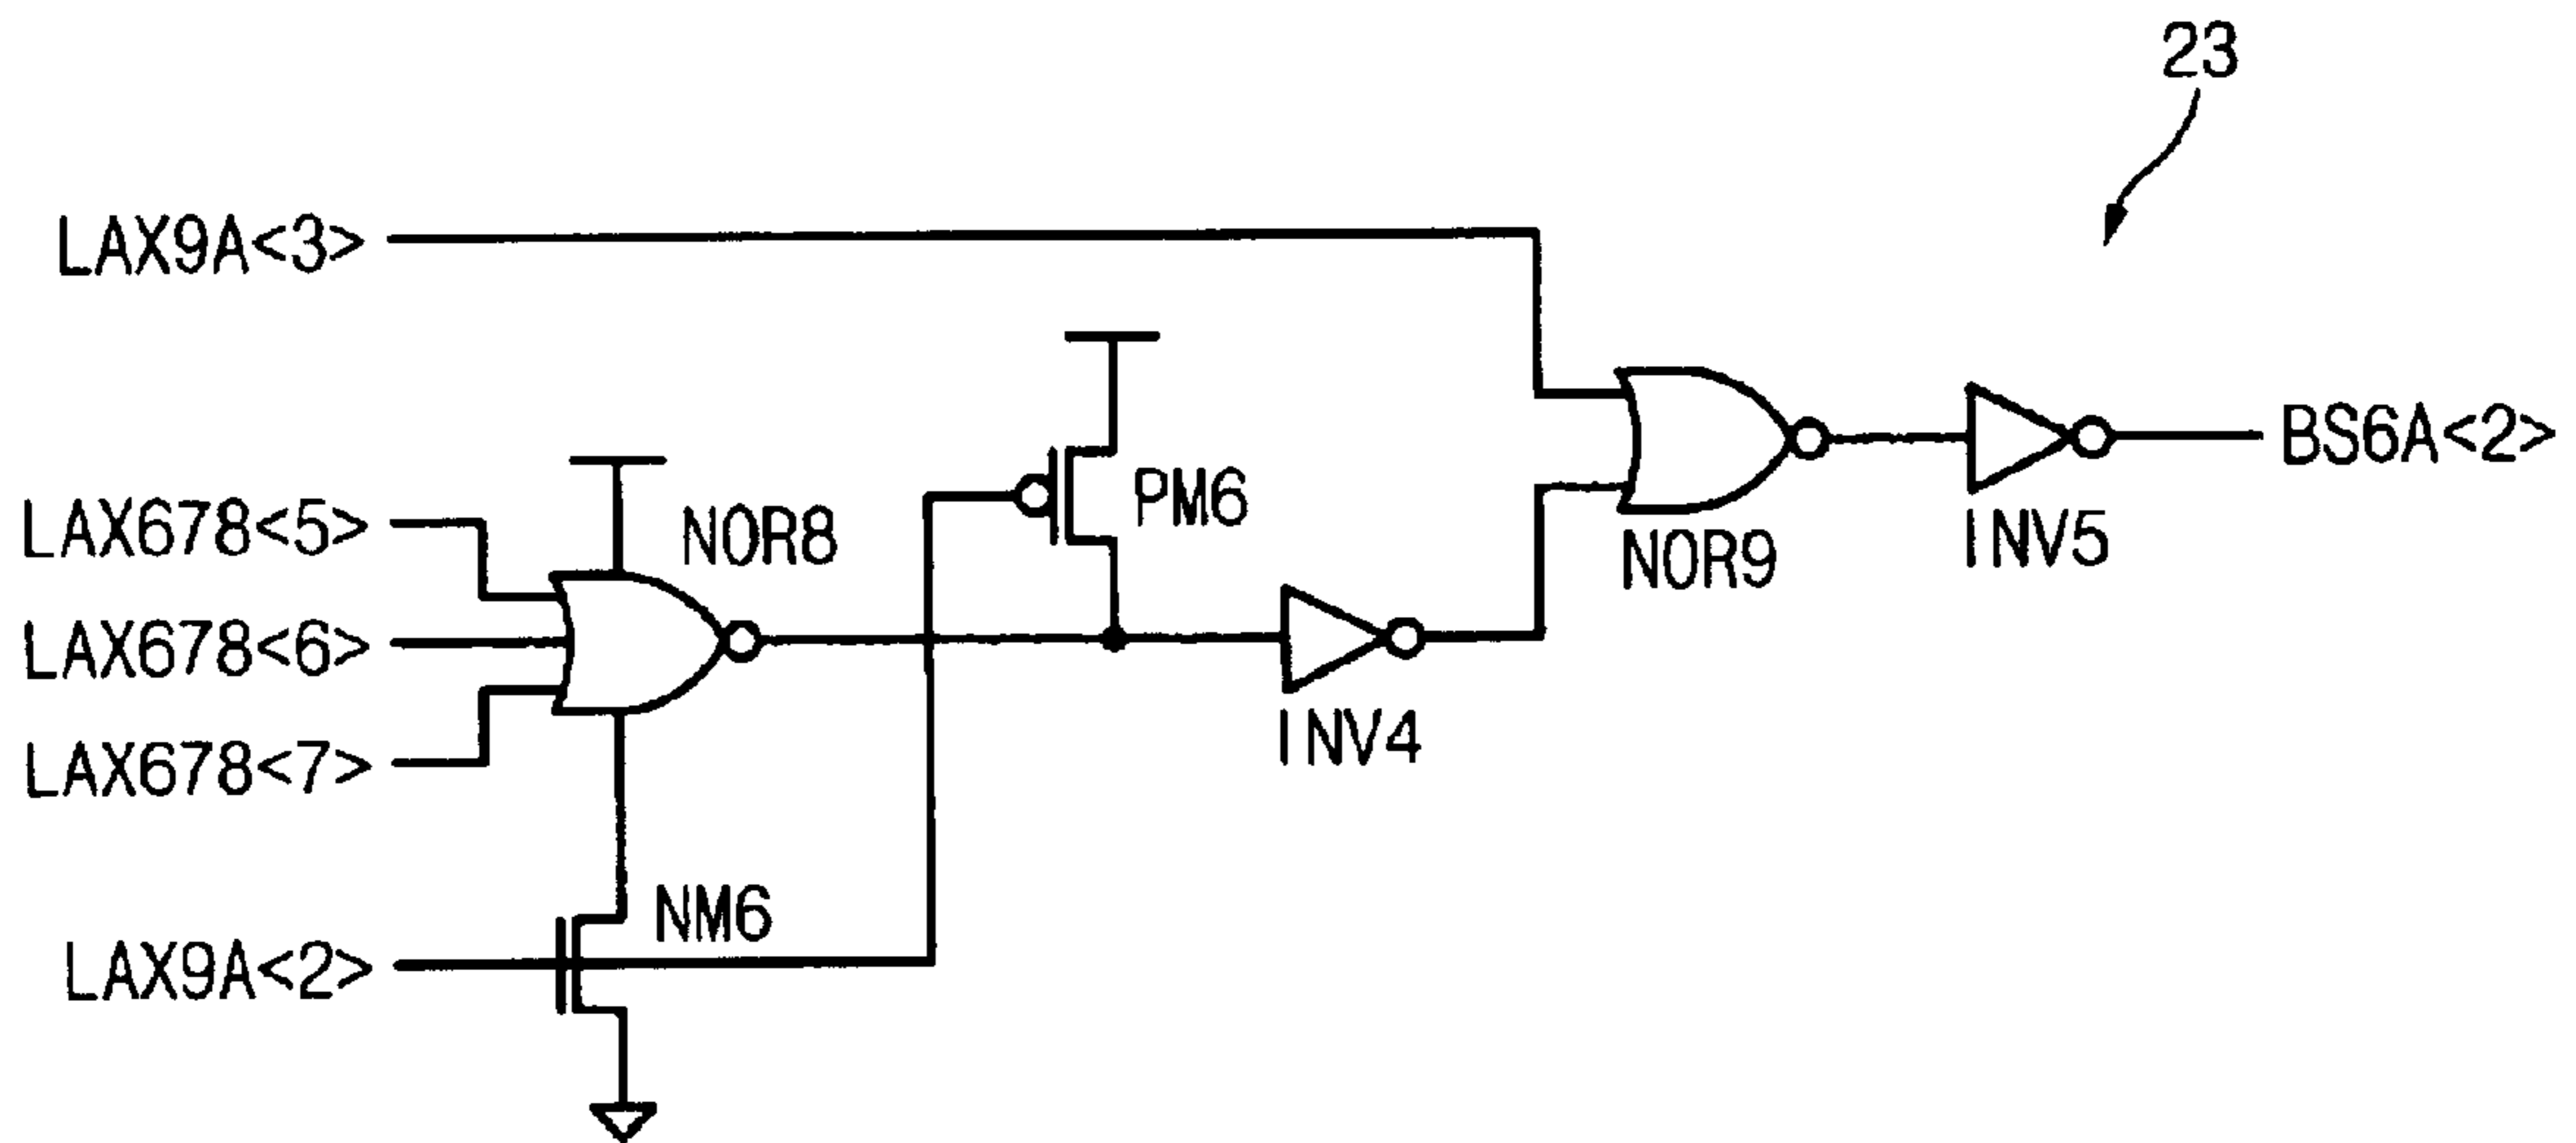 23
LAX9A<3>
BS6A<2>
PM6
LAX678<5>
NOR8
NOR9
INV5
LAX678<6>
INV4
LAX678<7>
NM6
LAX9A<2>